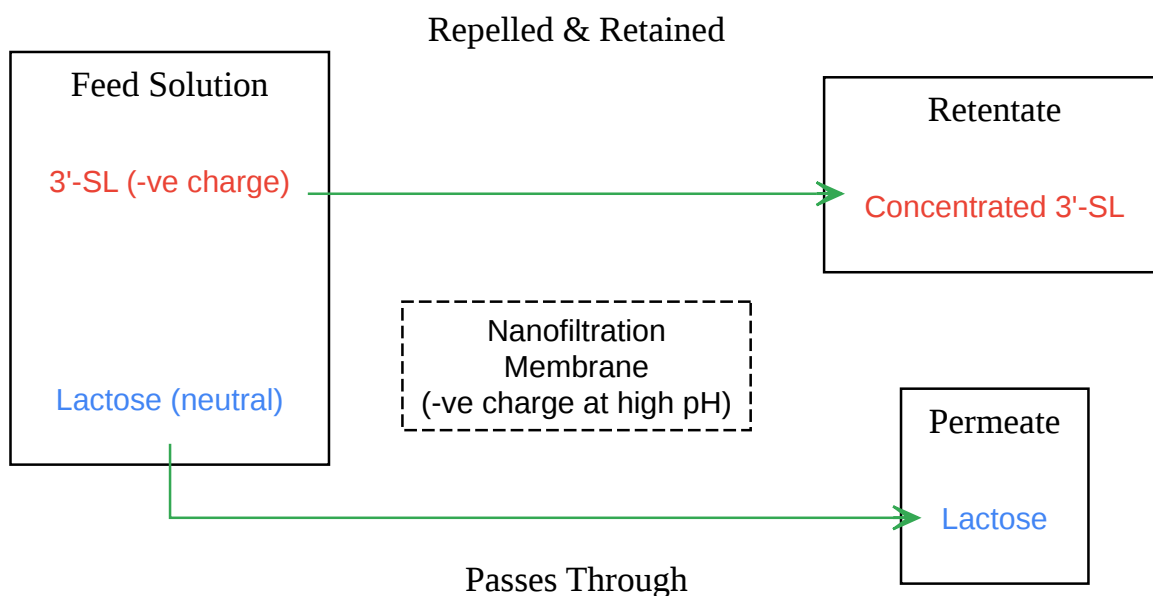 Repelled & Retained
Feed Solution
3'-SL (-ve charge)
Lactose (neutral)
Nanofiltration
Membrane
(-ve charge at high pH)
Retentate
Concentrated 3'-SL
Permeate
Lactose
Passes Through